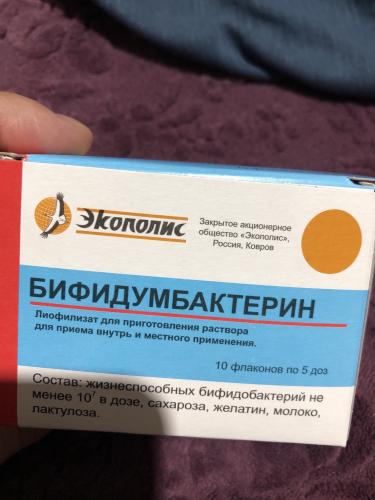 Экополис
Закрытое акционерное
общество «Экополис»,
Россия, Ковров
БИФИДУМБАКТЕРИН
Лиофилизат для приготовления раствора
для приема внутрь и местного применения.
10 флаконов по 5 доз
Состав: жизнеспособных бифидобактерий не
менее 10⁷ в дозе, сахароза, желатин, молоко,
лактулоза.